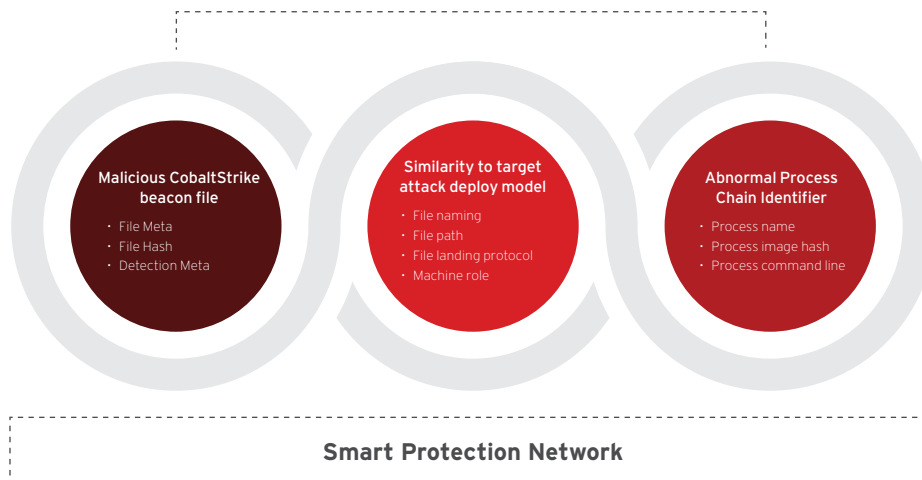 Malicious CobaltStrike
beacon file
· File Meta
· File Hash
· Detection Meta
Similarity to target
attack deploy model
· File naming
· File path
· File landing protocol
· Machine role
Abnormal Process
Chain Identifier
· Process name
· Process image hash
· Process command line
Smart Protection Network